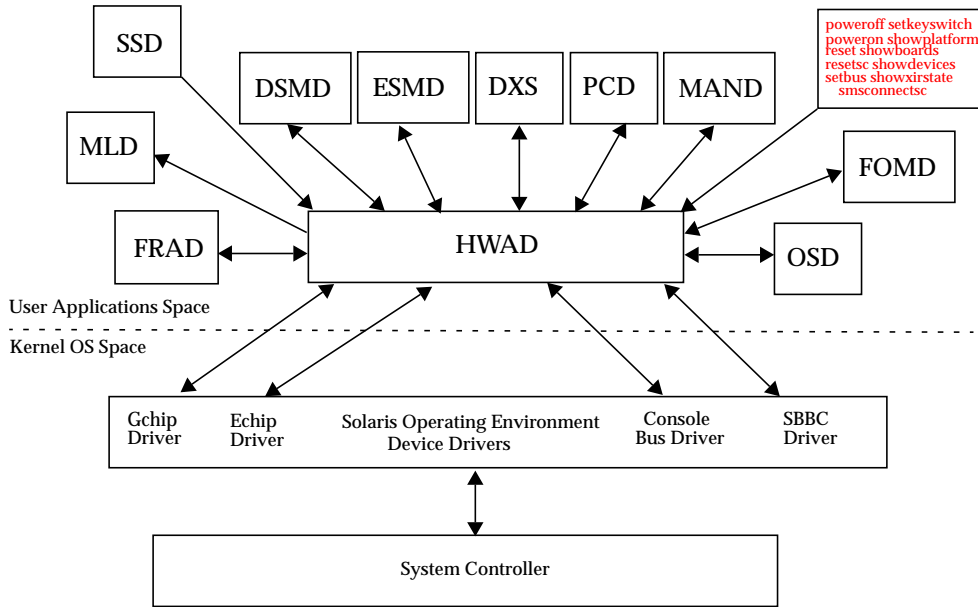 SSD
DSMD
ESMD
DXS
PCD
MAND
poweroff setkeyswitch
poweron showplatform
reset showboards
resetsc showdevices
setbus showxirstate
smsconnectsc
MLD
FOMD
FRAD
HWAD
OSD
User Applications Space
Kernel OS Space
Gchip
Driver
Echip
Driver
Solaris Operating Environment
Device Drivers
Console
Bus Driver
SBBC
Driver
System Controller